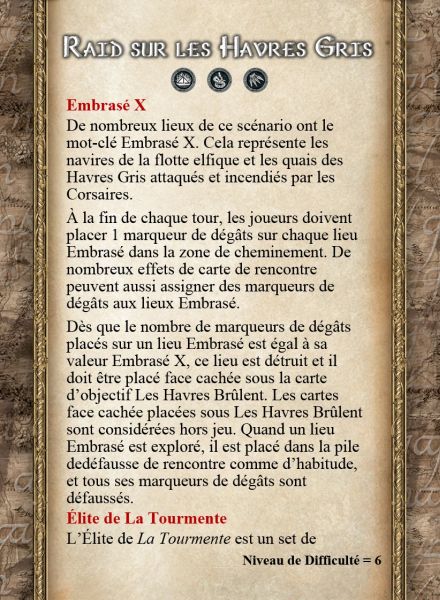 Raid sur les Havres Gris
Embrasé X
De nombreux lieux de ce scénario ont le
mot-clé Embrasé X. Cela représente les
navires de la flotte elfique et les quais des
Havres Gris attaqués et incendiés par les
Corsaires.
À la fin de chaque tour, les joueurs doivent
placer 1 marqueur de dégâts sur chaque lieu
Embrasé dans la zone de cheminement. De
nombreux effets de carte de rencontre
peuvent aussi assigner des marqueurs de
dégâts aux lieux Embrasé.
Dès que le nombre de marqueurs de dégâts
placés sur un lieu Embrasé est égal à sa
valeur Embrasé X, ce lieu est détruit et il
doit être placé face cachée sous la carte
d’objectif Les Havres Brûlent. Les cartes
face cachée placées sous Les Havres Brûlent
sont considérées hors jeu. Quand un lieu
Embrasé est exploré, il est placé dans la pile
dedéfausse de rencontre comme d’habitude,
et tous ses marqueurs de dégâts sont
défaussés.
Élite de La Tourmente
L’Élite de La Tourmente est un set de
Niveau de Difficulté = 6